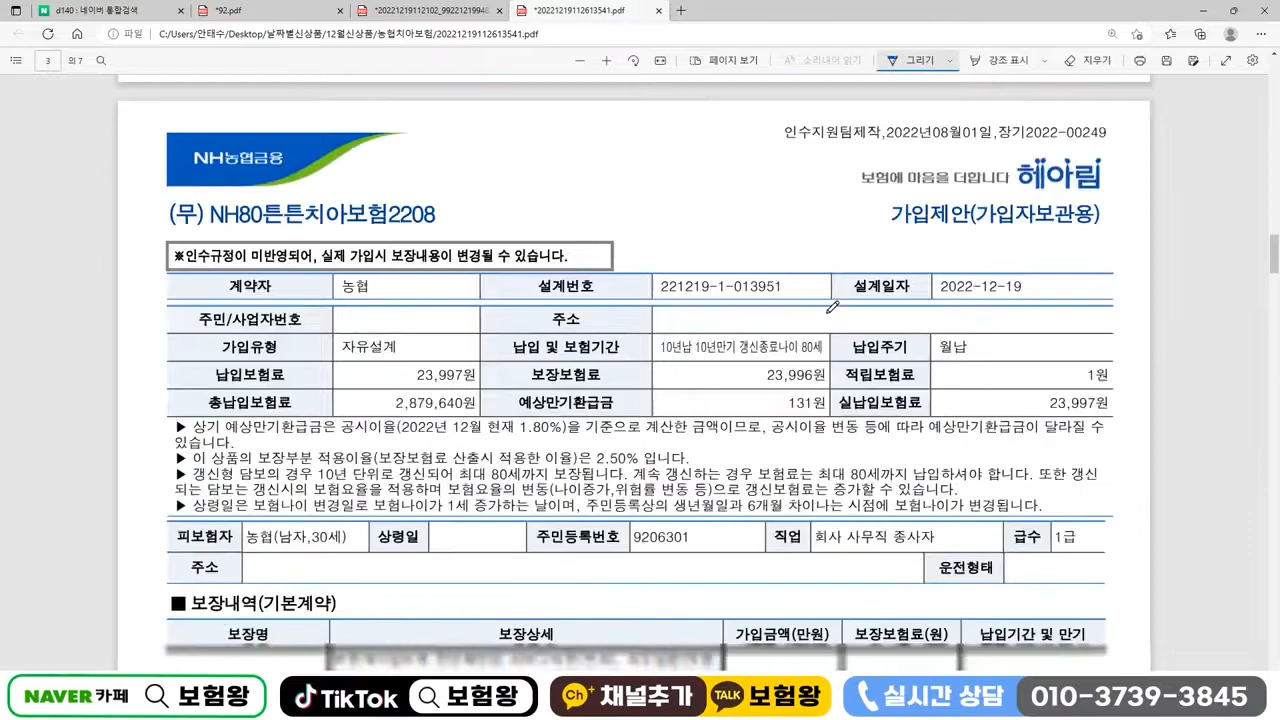 d140 : 네이버 통합검색
*92.pdf
*20221219112102_99221219948
*20221219112613541.pdf
파일 C:/Users/안태수/Desktop/날짜별신상품/12월신상품/농협치아보험/20221219112613541.pdf
3 의 7 페이지 보기 소리내어 읽기 그리기 강조 표시 지우기
인수지원팀제작,2022년08월01일,장기2022-00249
NH농협금융
보험에 마음을 더합니다 헤아림
(무) NH80튼튼치아보험2208 가입제안(가입자보관용)
※인수규정이 미반영되어, 실제 가입시 보장내용이 변경될 수 있습니다.
계약자 농협 설계번호 221219-1-013951 설계일자 2022-12-19
주민/사업자번호 주소
가입유형 자유설계 납입 및 보험기간 10년납 10년만기 갱신종료나이 80세 납입주기 월납
납입보험료 23,997원 보장보험료 23,996원 적립보험료 1원
총납입보험료 2,879,640원 예상만기환급금 131원 실납입보험료 23,997원
▶ 상기 예상만기환급금은 공시이율(2022년 12월 현재 1.80%)을 기준으로 계산한 금액이므로, 공시이율 변동 등에 따라 예상만기환급금이 달라질 수
있습니다.
▶ 이 상품의 보장부분 적용이율(보장보험료 산출시 적용한 이율)은 2.50% 입니다.
▶ 갱신형 담보의 경우 10년 단위로 갱신되어 최대 80세까지 보장됩니다. 계속 갱신하는 경우 보험료는 최대 80세까지 납입하셔야 합니다. 또한 갱신
되는 담보는 갱신시의 보험요율을 적용하며 보험요율의 변동(나이증가,위험률 변동 등)으로 갱신보험료는 증가할 수 있습니다.
▶ 상령일은 보험나이 변경일로 보험나이가 1세 증가하는 날이며, 주민등록상의 생년월일과 6개월 차이나는 시점에 보험나이가 변경됩니다.
피보험자 농협(남자,30세) 상령일 주민등록번호 9206301 직업 회사 사무직 종사자 급수 1급
주소 운전형태
■ 보장내역(기본계약)
보장명 보장상세 가입금액(만원) 보장보험료(원) 납입기간 및 만기
NAVER 카페 보험왕 TikTok 보험왕 Ch+ 채널추가 TALK 보험왕 실시간 상담 010-3739-3845